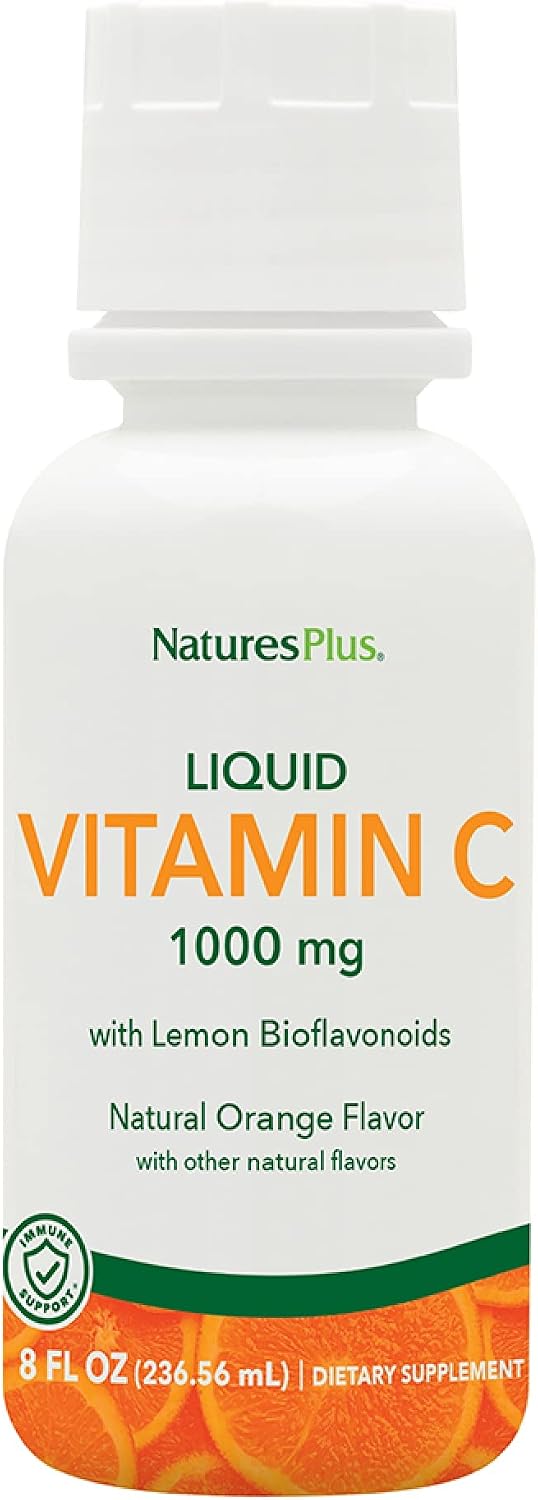 NaturesPlus®
LIQUID
VITAMIN C
1000 mg
with Lemon Bioflavonoids
Natural Orange Flavor
with other natural flavors
IMMUNE
SUPPORT*
8 FL OZ (236.56 mL) | DIETARY SUPPLEMENT